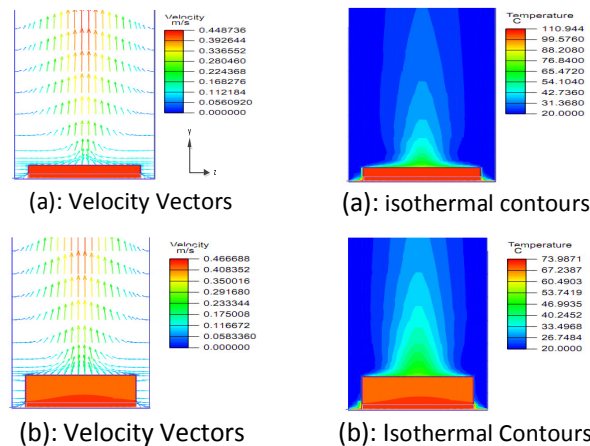 Velocity
m/s
0.448736
0.392644
0.336552
0.280460
0.224368
0.168276
0.112184
0.0560920
0.000000
Y
z
(a): Velocity Vectors
Temperature
C
110.944
99.5760
88.2080
76.8400
65.4720
54.1040
42.7360
31.3680
20.0000
(a): isothermal contours
Velocity
m/s
0.466688
0.408352
0.350016
0.291680
0.233344
0.175008
0.116672
0.0583360
0.000000
(b): Velocity Vectors
Temperature
C
73.9871
67.2387
60.4903
53.7419
46.9935
40.2452
33.4968
26.7484
20.0000
(b): Isothermal Contours